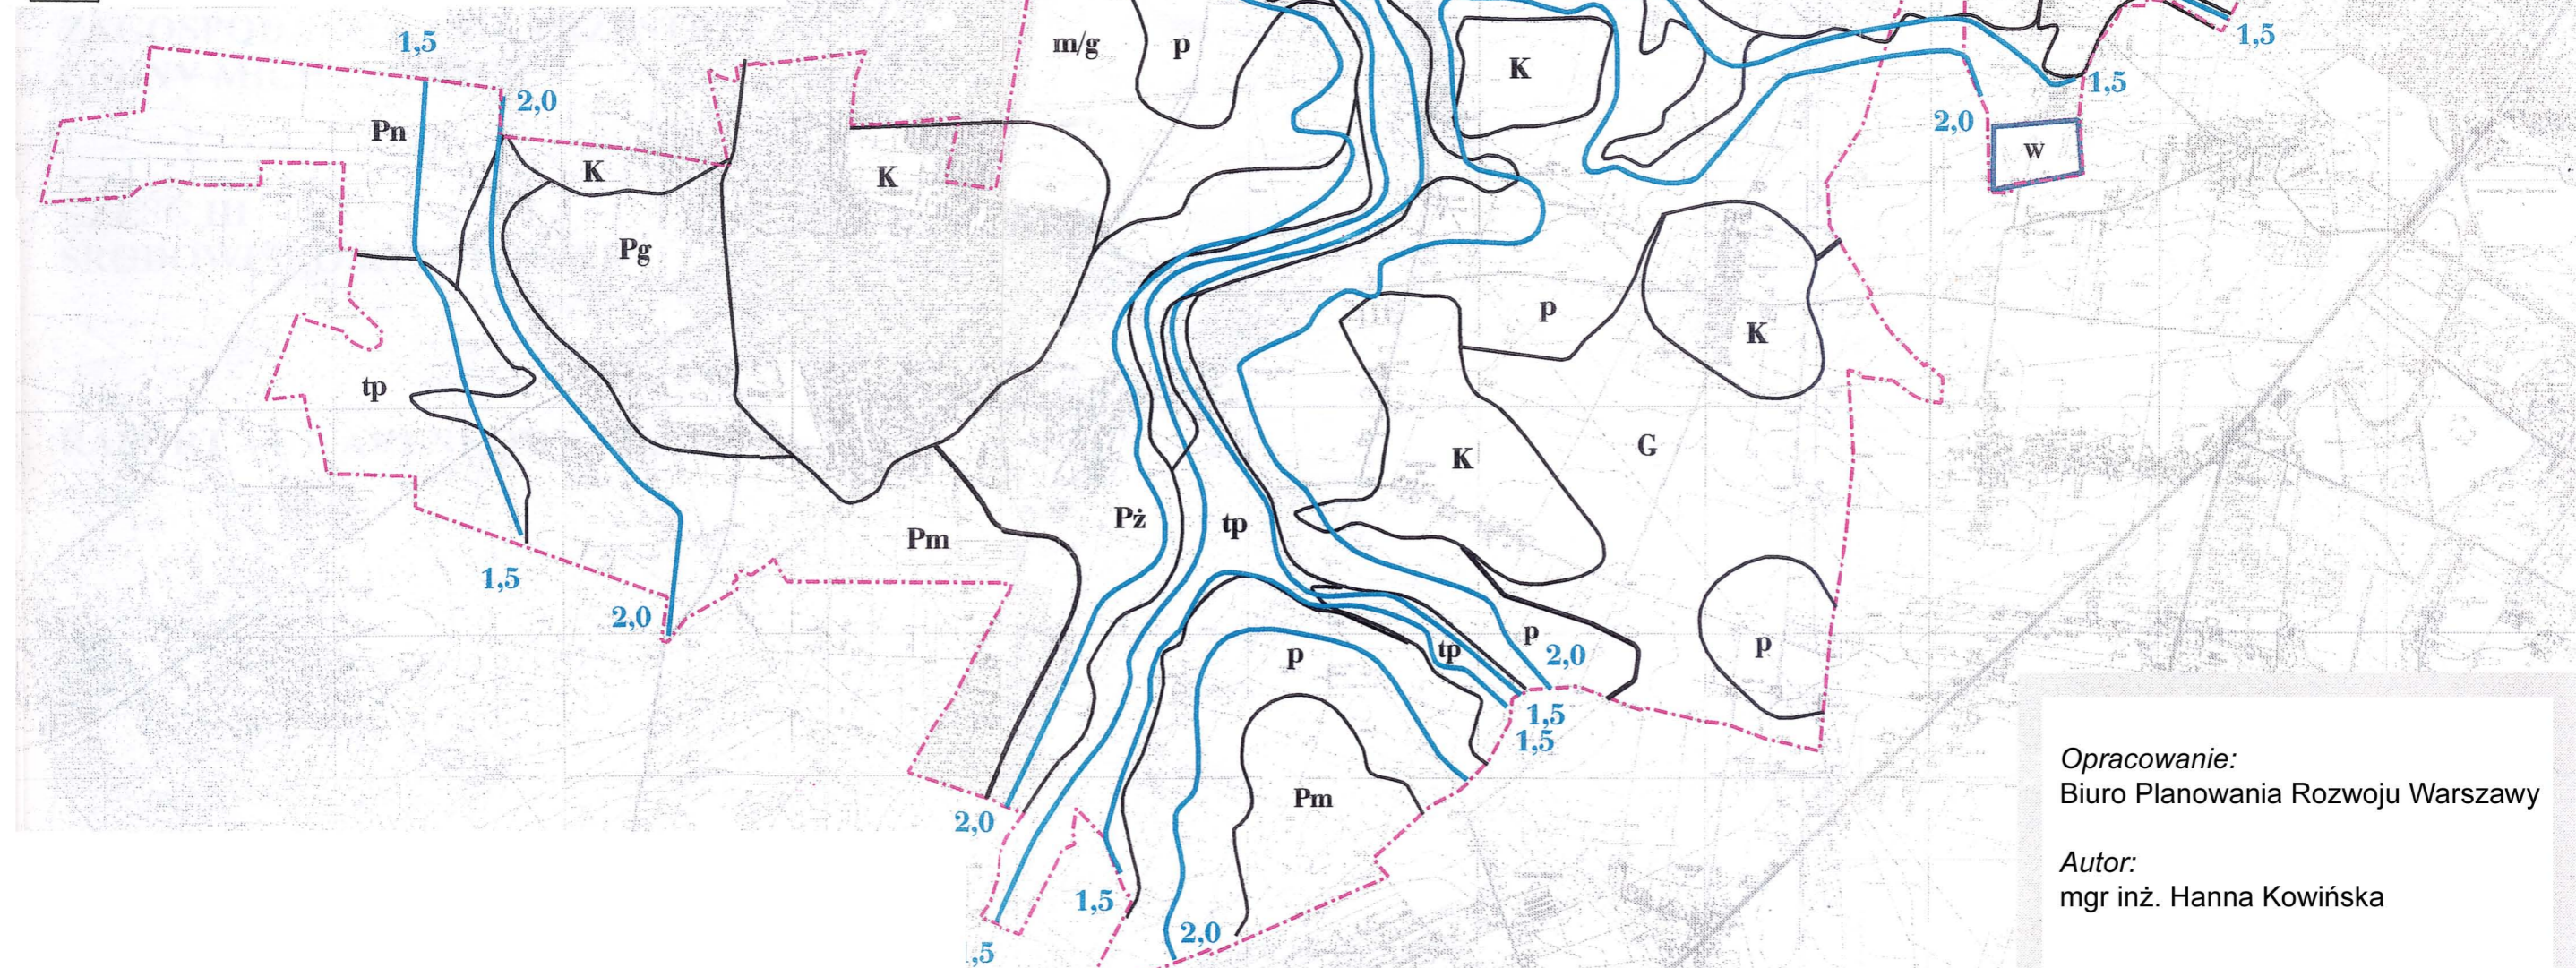 1,5
m/g
p
K
1,5
2,0
1,5
Pn
2,0
w
K
K
Pg
p
K
tp
G
K
Pż
tp
Pm
1,5
2,0
p
2,0
tp
p
p
1,5
1,5
Pm
2,0
1,5
2,0
,5
Opracowanie:
Biuro Planowania Rozwoju Warszawy
Autor:
mgr inż. Hanna Kowińska